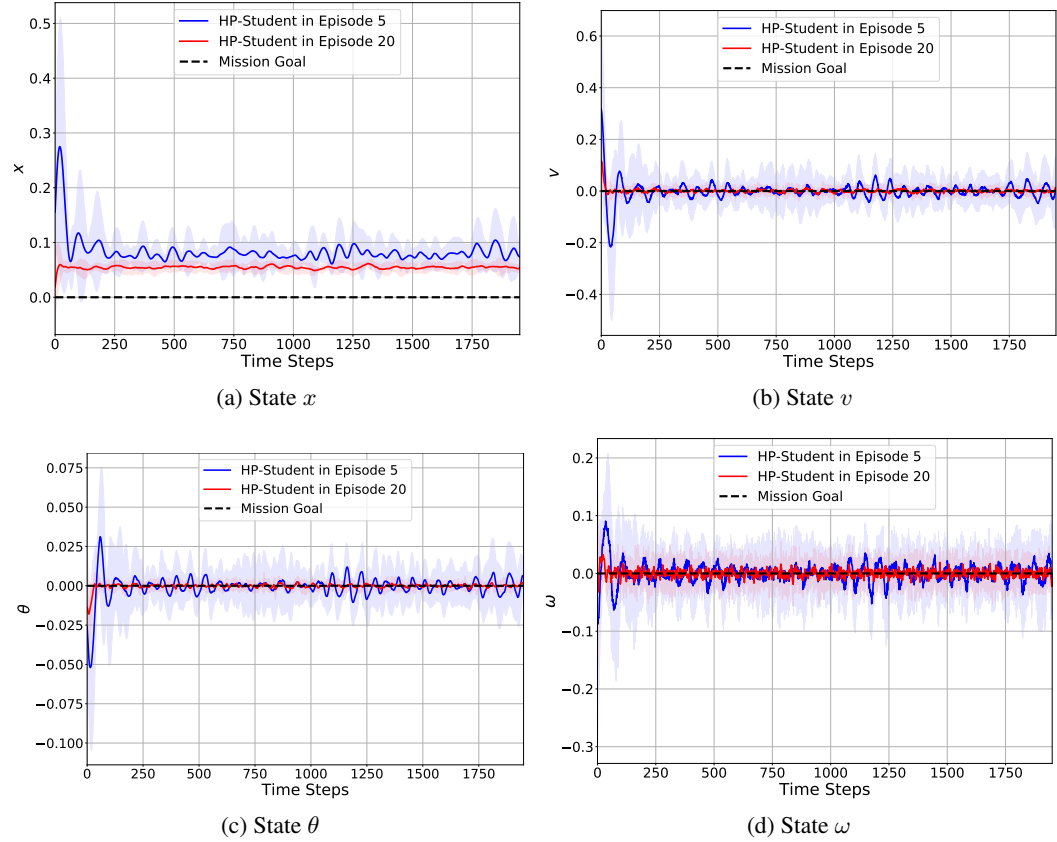 HP-Student in Episode 5
HP-Student in Episode 20
Mission Goal
0.5
0.4
0.3
0.2
0.1
0.0
x
0 250 500 750 1000 1250 1500 1750
Time Steps
(a) State x
HP-Student in Episode 5
HP-Student in Episode 20
Mission Goal
0.6
0.4
0.2
0.0
−0.2
−0.4
v
0 250 500 750 1000 1250 1500 1750
Time Steps
(b) State v
HP-Student in Episode 5
HP-Student in Episode 20
Mission Goal
0.075
0.050
0.025
0.000
−0.025
−0.050
−0.075
−0.100
θ
0 250 500 750 1000 1250 1500 1750
Time Steps
(c) State θ
HP-Student in Episode 5
HP-Student in Episode 20
Mission Goal
0.2
0.1
0.0
−0.1
−0.2
−0.3
ω
0 250 500 750 1000 1250 1500 1750
Time Steps
(d) State ω